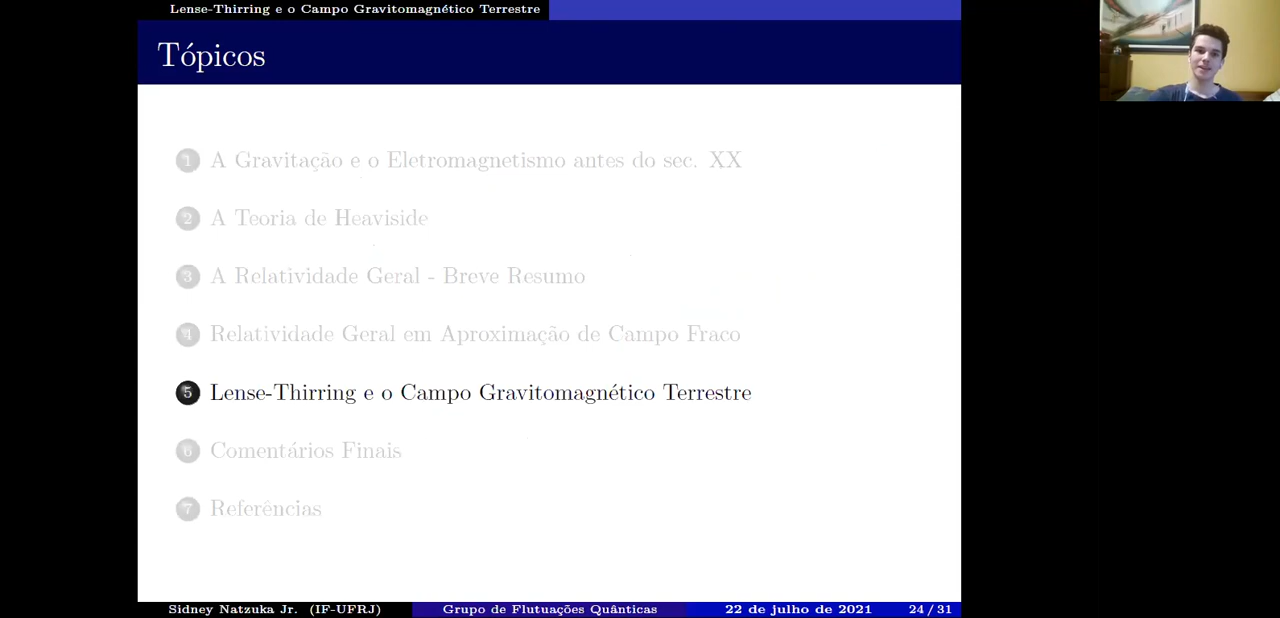 Lense-Thirring e o Campo Gravitomagnético Terrestre
Tópicos
1 A Gravitação e o Eletromagnetismo antes do sec. XX
2 A Teoria de Heaviside
3 A Relatividade Geral - Breve Resumo
4 Relatividade Geral em Aproximação de Campo Fraco
5 Lense-Thirring e o Campo Gravitomagnético Terrestre
6 Comentários Finais
7 Referências
Sidney Natzuka Jr. (IF-UFRJ) Grupo de Flutuações Quânticas 22 de julho de 2021 24 / 31